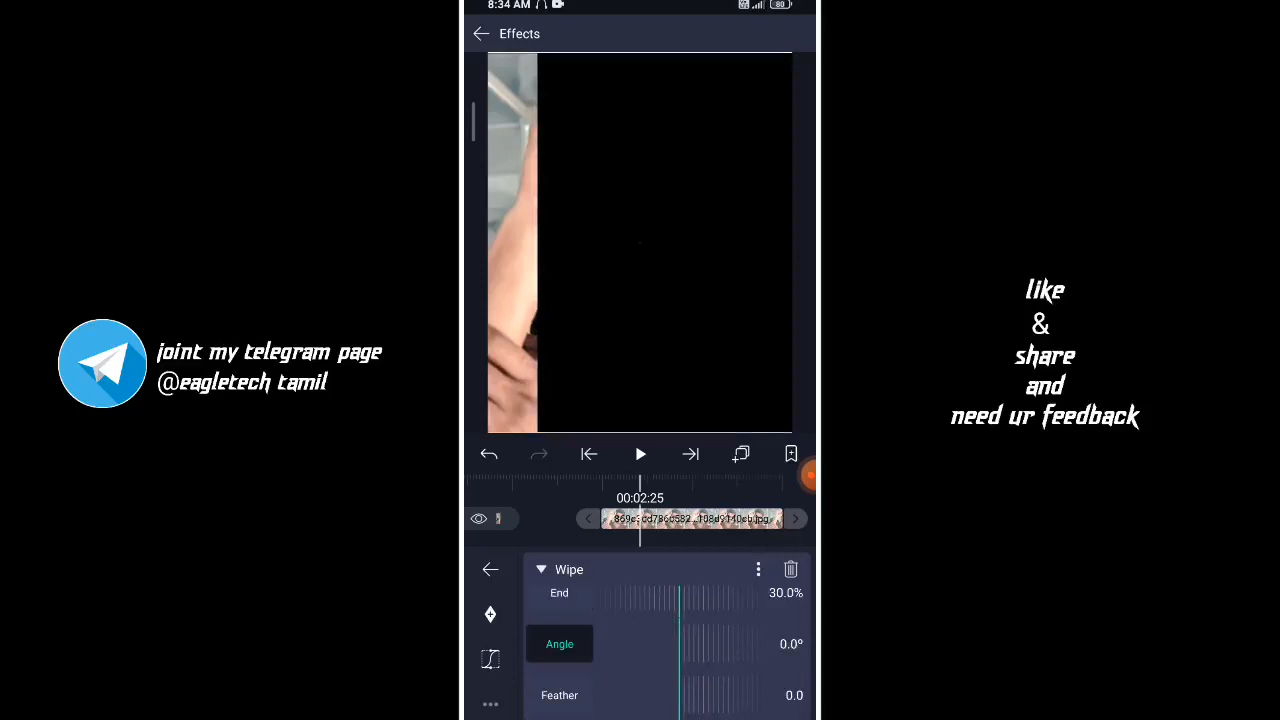 8:34 AM
80
Effects
joint my telegram page
@eagletech tamil
like
&
share
and
need ur feedback
00:02:25
Wipe
End 30.0%
Angle 0.0°
Feather 0.0